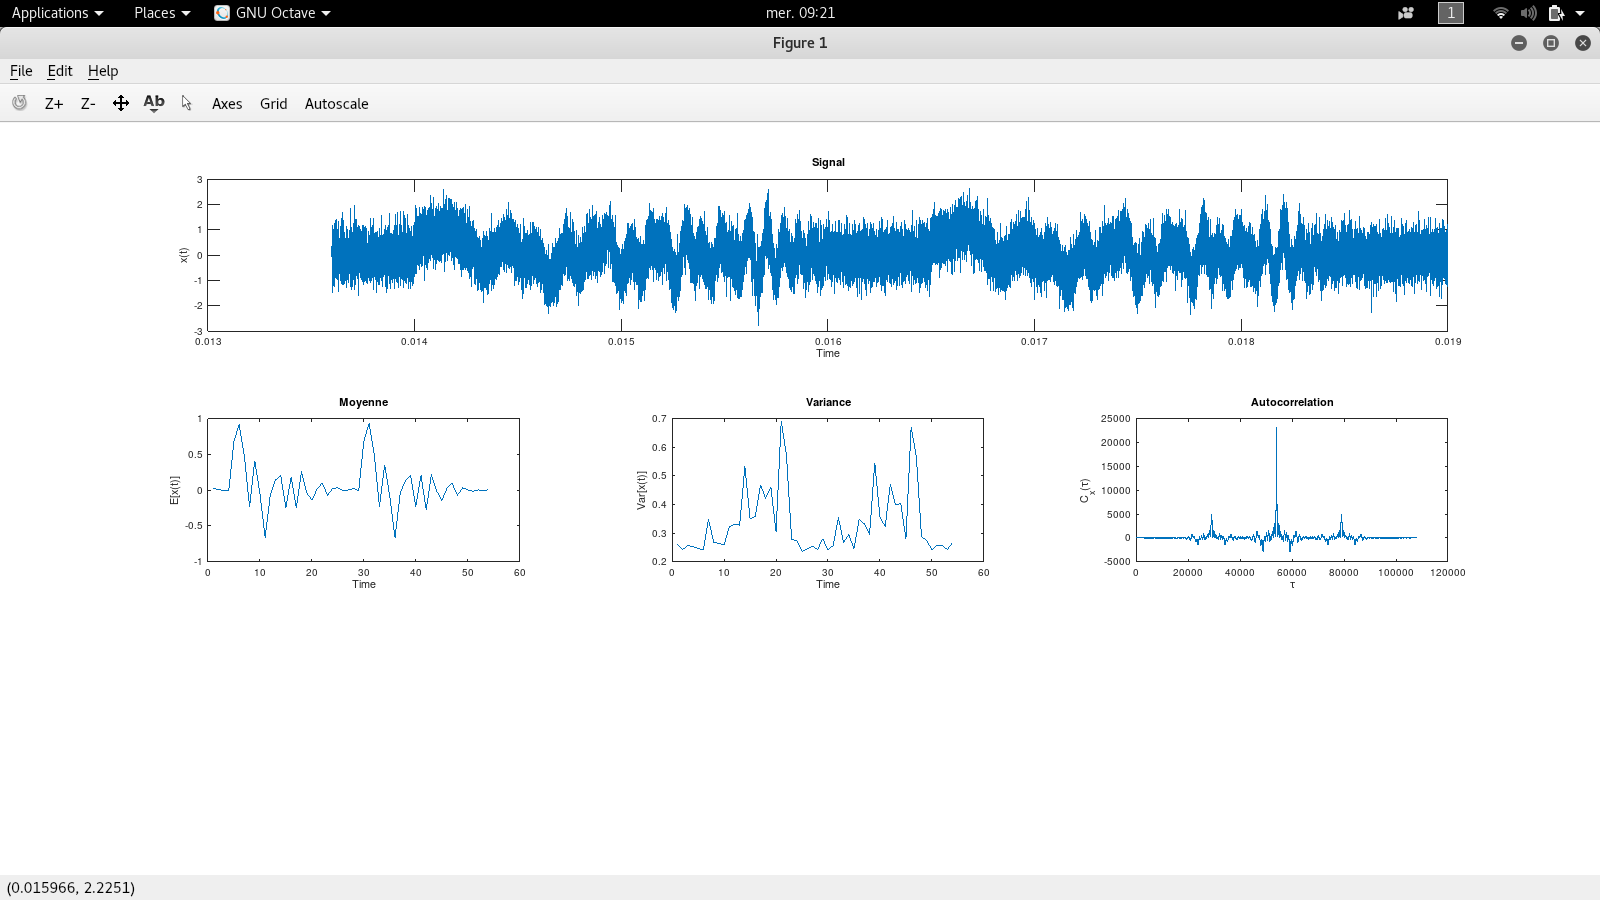 Applications Places GNU Octave mer. 09:21 1
Figure 1
File Edit Help
Z+ Z- Ab Axes Grid Autoscale
Signal
3
2
1
0
-1
-2
-3
x(t)
0.013 0.014 0.015 0.016 0.017 0.018 0.019
Time
Moyenne
1
0.5
0
-0.5
-1
E[x(t)]
0 10 20 30 40 50 60
Time
Variance
0.7
0.6
0.5
0.4
0.3
0.2
Var[x(t)]
0 10 20 30 40 50 60
Time
Autocorrelation
25000
20000
15000
10000
5000
0
-5000
Cx(τ)
0 20000 40000 60000 80000 100000 120000
τ
(0.015966, 2.2251)